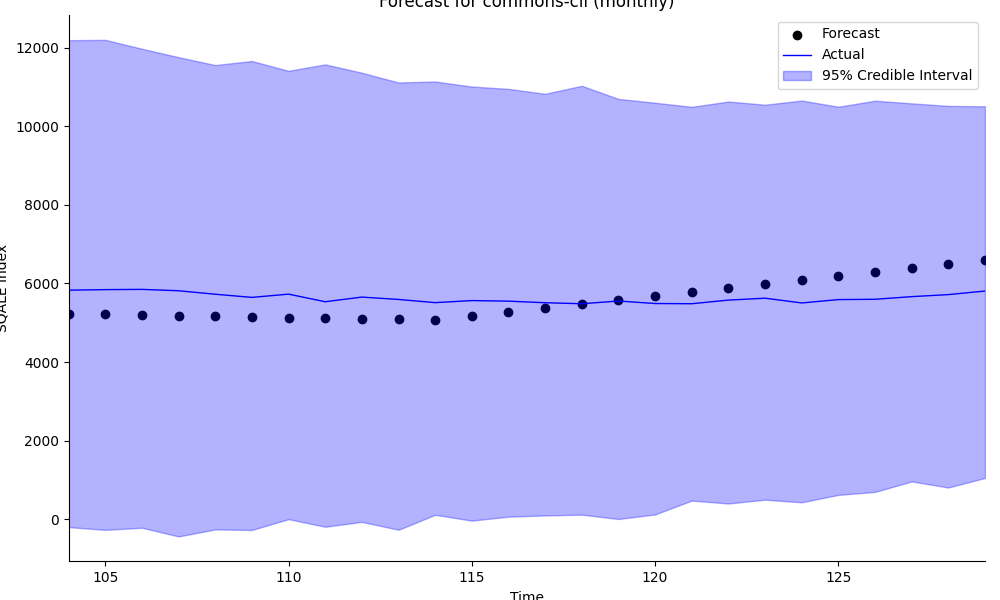 Forecast for commons-cli (monthly)
Forecast
Actual
95% Credible Interval
12000
10000
8000
6000
4000
2000
0
SQALE Index
105
110
115
120
125
Time